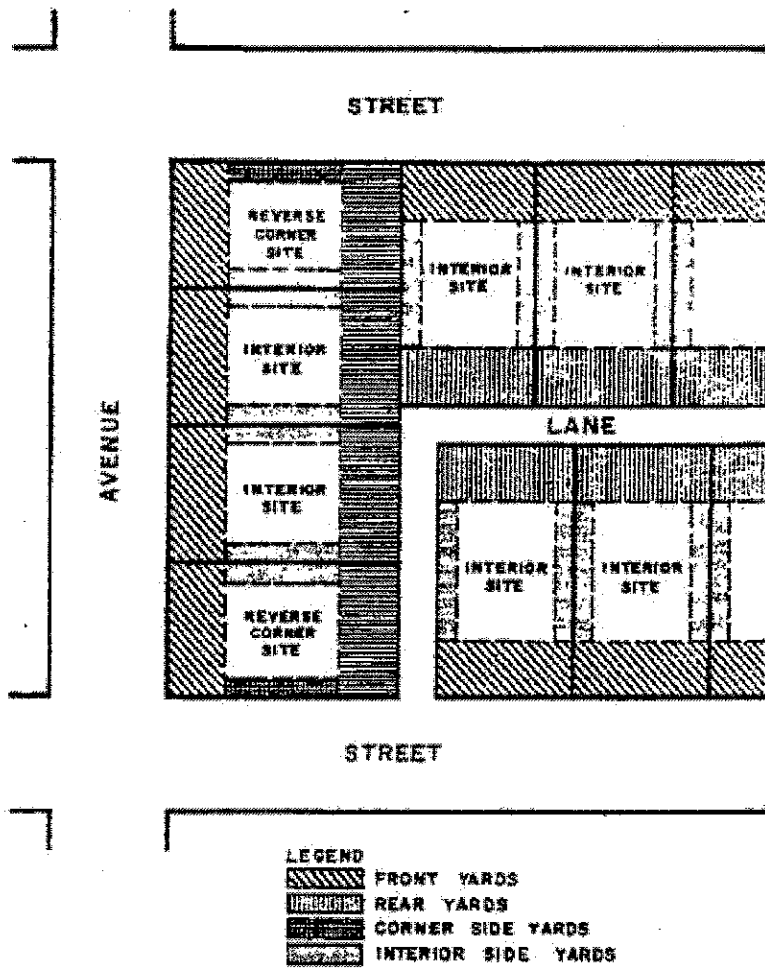 STREET
REVERSE
CORNER
SITE
INTERIOR
SITE
INTERIOR
SITE
INTERIOR
SITE
LANE
AVENUE
INTERIOR
SITE
INTERIOR
SITE
INTERIOR
SITE
REVERSE
CORNER
SITE
STREET
LEGEND
FRONT YARDS
REAR YARDS
CORNER SIDE YARDS
INTERIOR SIDE YARDS